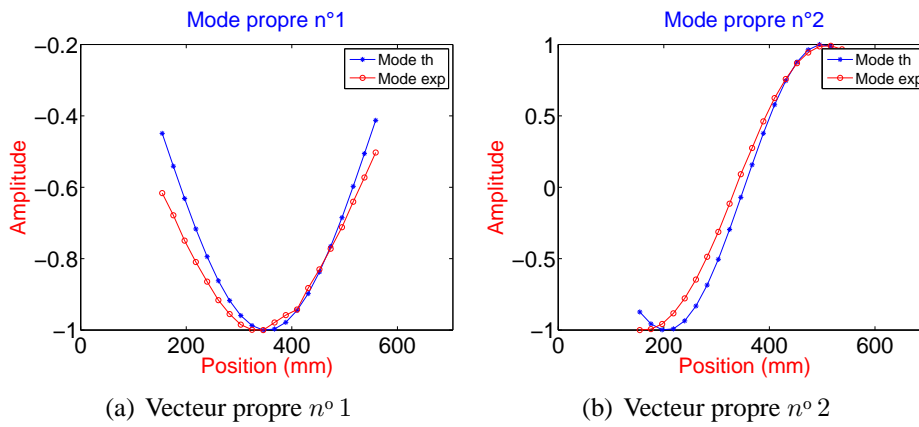 Mode propre n°1
−0.2
−0.4
−0.6
−0.8
−1
0
200
400
600
Amplitude
Position (mm)
Mode th
Mode exp
(a) Vecteur propre nº 1
Mode propre n°2
1
0.5
0
−0.5
−1
0
200
400
600
Amplitude
Position (mm)
Mode th
Mode exp
(b) Vecteur propre nº 2